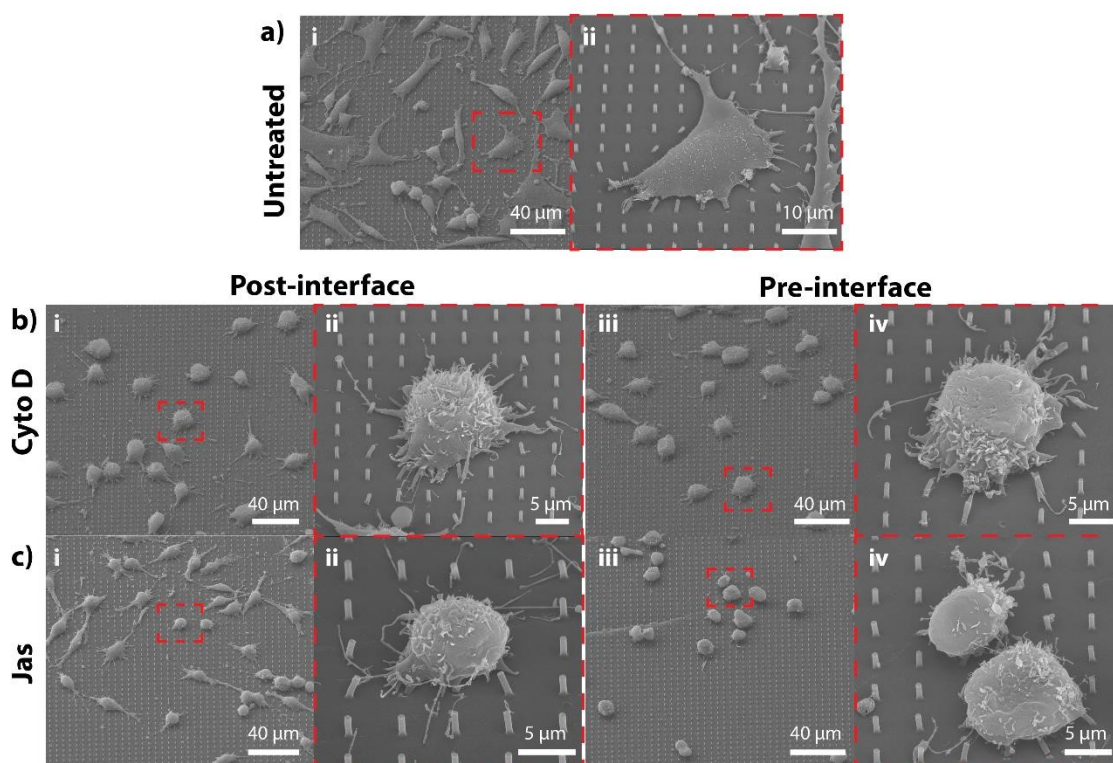 a)
i
ii
Untreated
40 µm
10 µm
Post-interface
Pre-interface
b)
i
ii
iii
iv
Cyto D
40 µm
5 µm
40 µm
5 µm
c)
i
ii
iii
iv
Jas
40 µm
5 µm
40 µm
5 µm